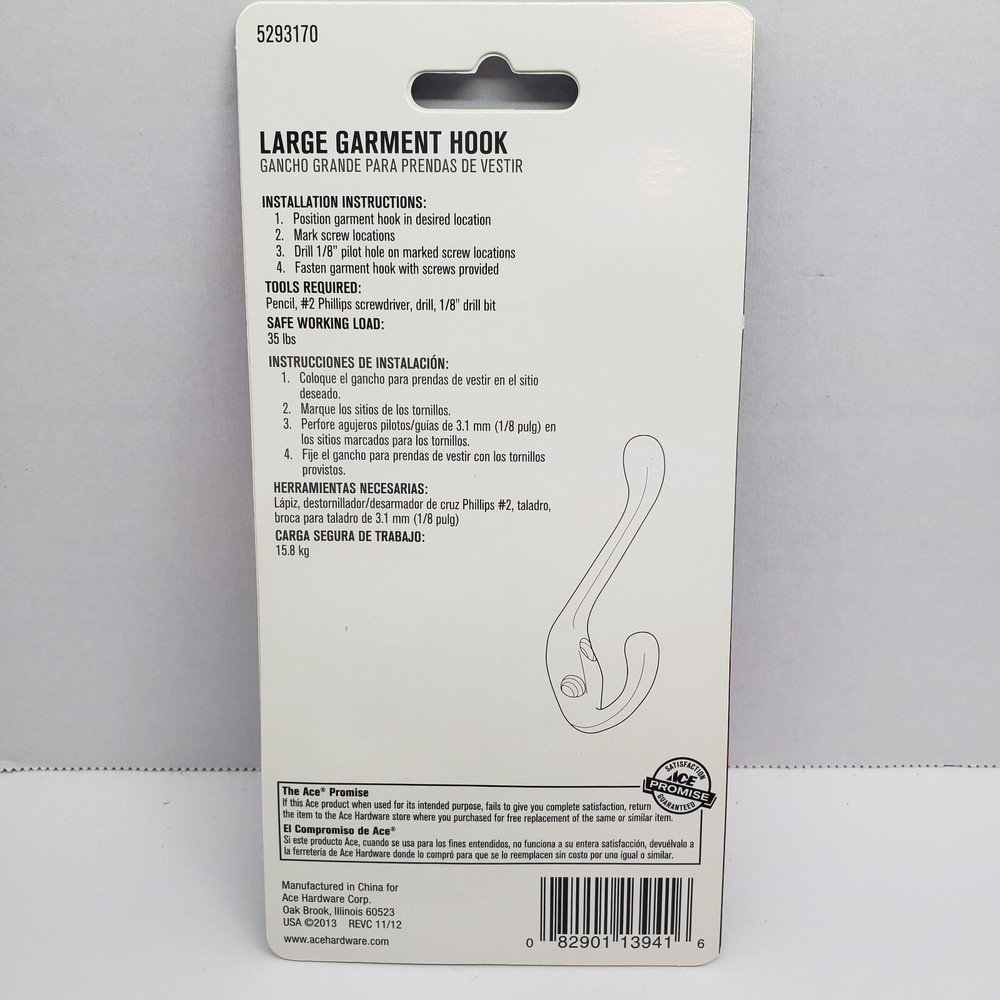 5293170
LARGE GARMENT HOOK
GANCHO GRANDE PARA PRENDAS DE VESTIR
INSTALLATION INSTRUCTIONS:
1. Position garment hook in desired location
2. Mark screw locations
3. Drill 1/8" pilot hole on marked screw locations
4. Fasten garment hook with screws provided
TOOLS REQUIRED:
Pencil, #2 Phillips screwdriver, drill, 1/8" drill bit
SAFE WORKING LOAD:
35 lbs
INSTRUCCIONES DE INSTALACIÓN:
1. Coloque el gancho para prendas de vestir en el sitio
deseado.
2. Marque los sitios de los tornillos.
3. Perfore agujeros pilotos/guías de 3.1 mm (1/8 pulg) en
los sitios marcados para los tornillos.
4. Fije el gancho para prendas de vestir con los tornillos
provistos.
HERRAMIENTAS NECESARIAS:
Lápiz, destornillador/desarmador de cruz Phillips #2, taladro,
broca para taladro de 3.1 mm (1/8 pulg)
CARGA SEGURA DE TRABAJO:
15.8 kg
SATISFACTION
ACE
PROMISE
GUARANTEED
The Ace® Promise
If this Ace product when used for its intended purpose, fails to give you complete satisfaction, return
the item to the Ace Hardware store where you purchased for free replacement of the same or similar item.
El Compromiso de Ace®
Si este producto Ace, cuando se usa para los fines entendidos, no funciona a su entera satisfacción, devuélvalo a
la ferretería de Ace Hardware donde lo compró para que se lo reemplacen sin costo por uno igual o similar.
Manufactured in China for
Ace Hardware Corp.
Oak Brook, Illinois 60523
USA ©2013 REVC 11/12
www.acehardware.com
0 82901 13941 6